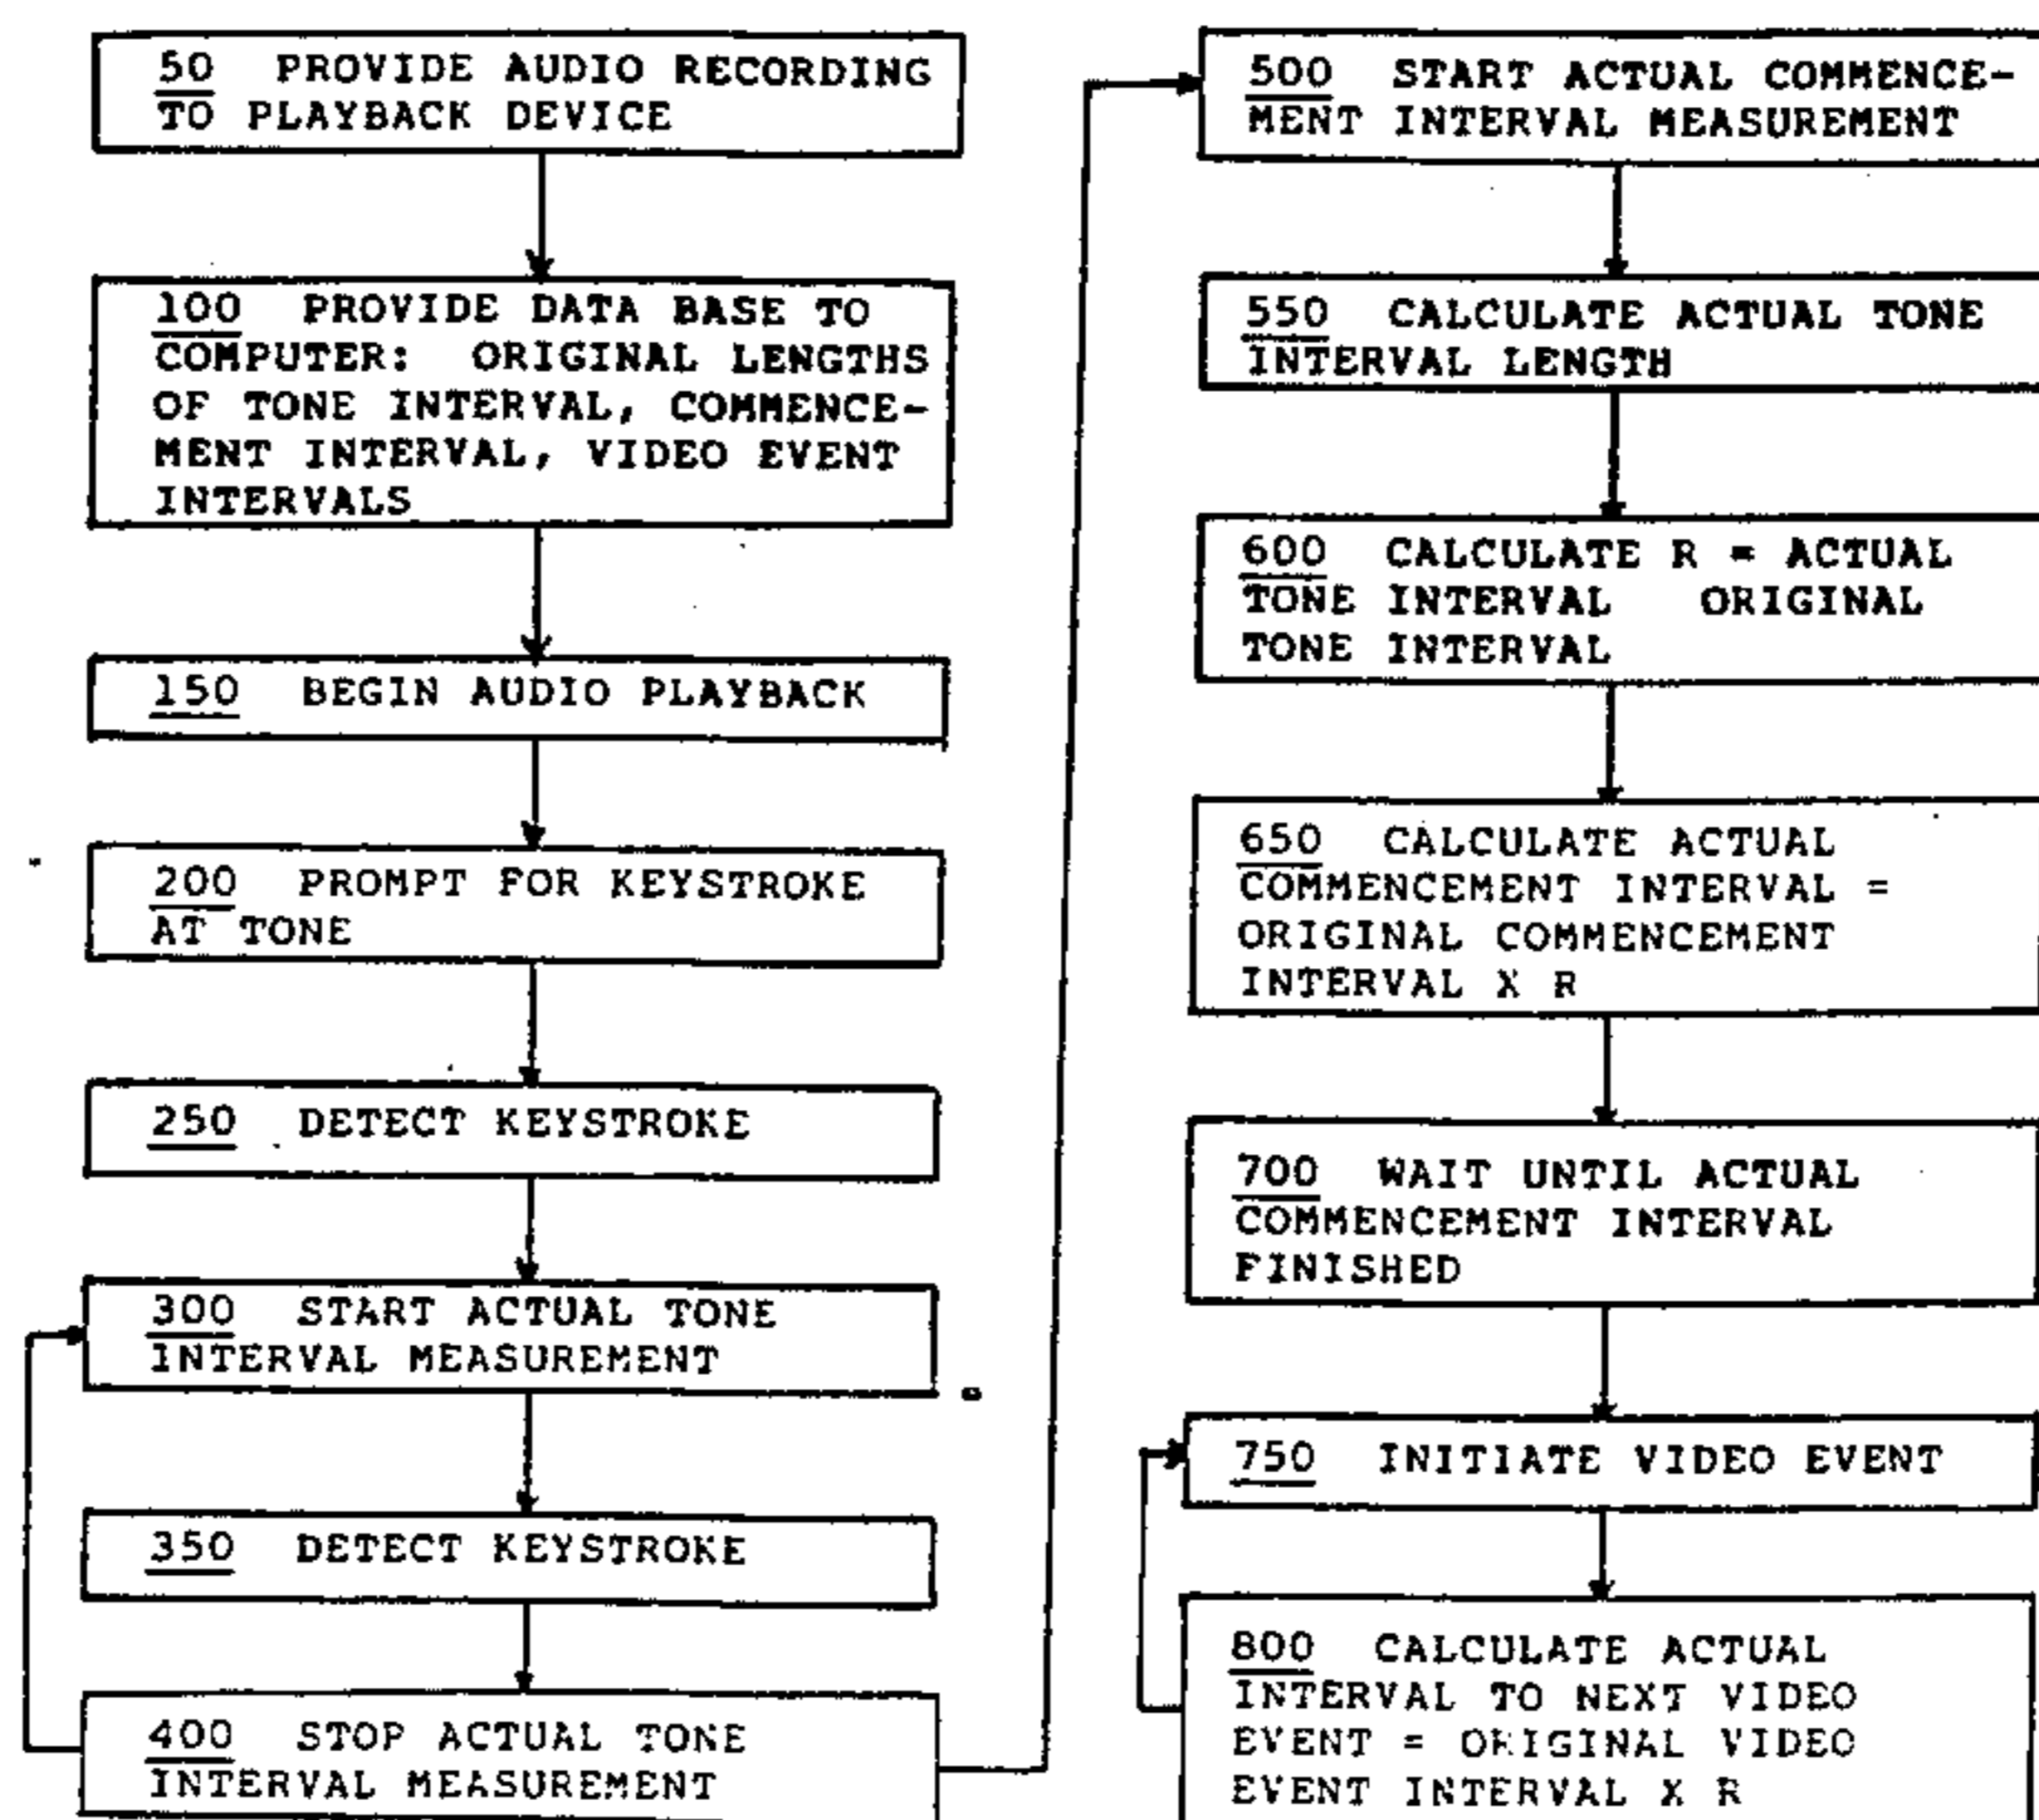 50 PROVIDE AUDIO RECORDING
TO PLAYBACK DEVICE
100 PROVIDE DATA BASE TO
COMPUTER: ORIGINAL LENGTHS
OF TONE INTERVAL, COMMENCE-
MENT INTERVAL, VIDEO EVENT
INTERVALS
150 BEGIN AUDIO PLAYBACK
200 PROMPT FOR KEYSTROKE
AT TONE
250 DETECT KEYSTROKE
300 START ACTUAL TONE
INTERVAL MEASUREMENT
350 DETECT KEYSTROKE
400 STOP ACTUAL TONE
INTERVAL MEASUREMENT
500 START ACTUAL COMMENCE-
MENT INTERVAL MEASUREMENT
550 CALCULATE ACTUAL TONE
INTERVAL LENGTH
600 CALCULATE R = ACTUAL
TONE INTERVAL ORIGINAL
TONE INTERVAL
650 CALCULATE ACTUAL
COMMENCEMENT INTERVAL =
ORIGINAL COMMENCEMENT
INTERVAL X R
700 WAIT UNTIL ACTUAL
COMMENCEMENT INTERVAL
FINISHED
750 INITIATE VIDEO EVENT
800 CALCULATE ACTUAL
INTERVAL TO NEXT VIDEO
EVENT = ORIGINAL VIDEO
EVENT INTERVAL X R